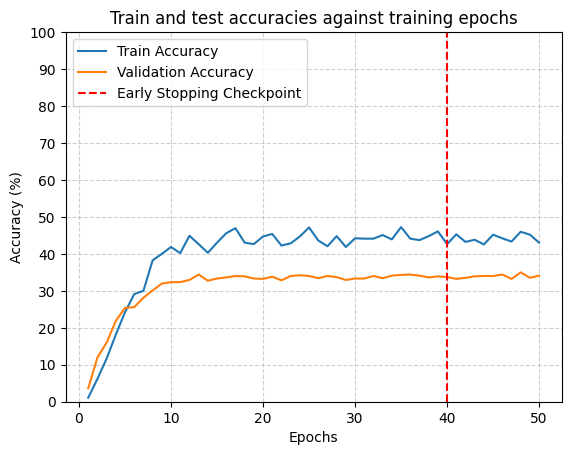 Train and test accuracies against training epochs
100
90
80
70
60
50
40
30
20
10
0
Accuracy (%)
Train Accuracy
Validation Accuracy
Early Stopping Checkpoint
0 10 20 30 40 50
Epochs